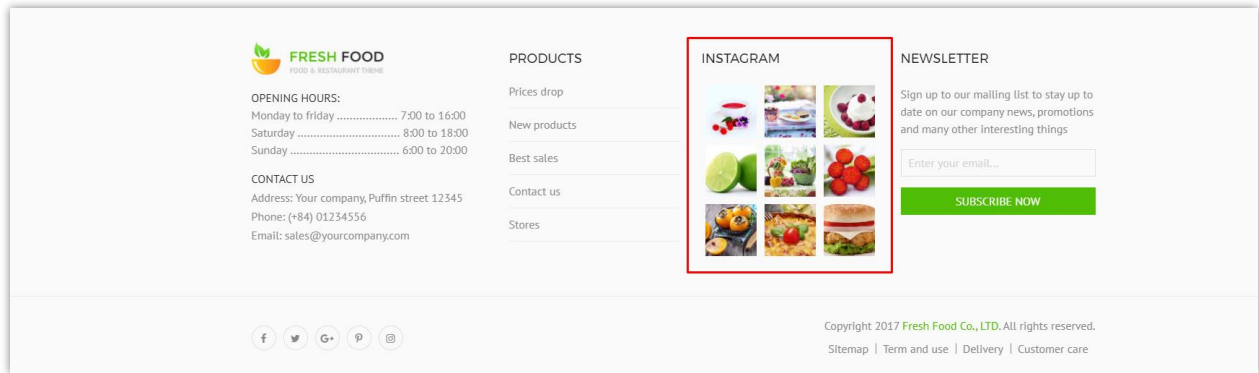 FRESH FOOD
FOOD & RESTAURANT THEME
OPENING HOURS:
Monday to friday ................... 7:00 to 16:00
Saturday ................................ 8:00 to 18:00
Sunday .................................. 6:00 to 20:00
CONTACT US
Address: Your company, Puffin street 12345
Phone: (+84) 01234556
Email: sales@yourcompany.com
PRODUCTS
Prices drop
New products
Best sales
Contact us
Stores
INSTAGRAM
NEWSLETTER
Sign up to our mailing list to stay up to
date on our company news, promotions
and many other interesting things
Enter your email...
SUBSCRIBE NOW
G+
Copyright 2017 Fresh Food Co., LTD. All rights reserved.
Sitemap | Term and use | Delivery | Customer care